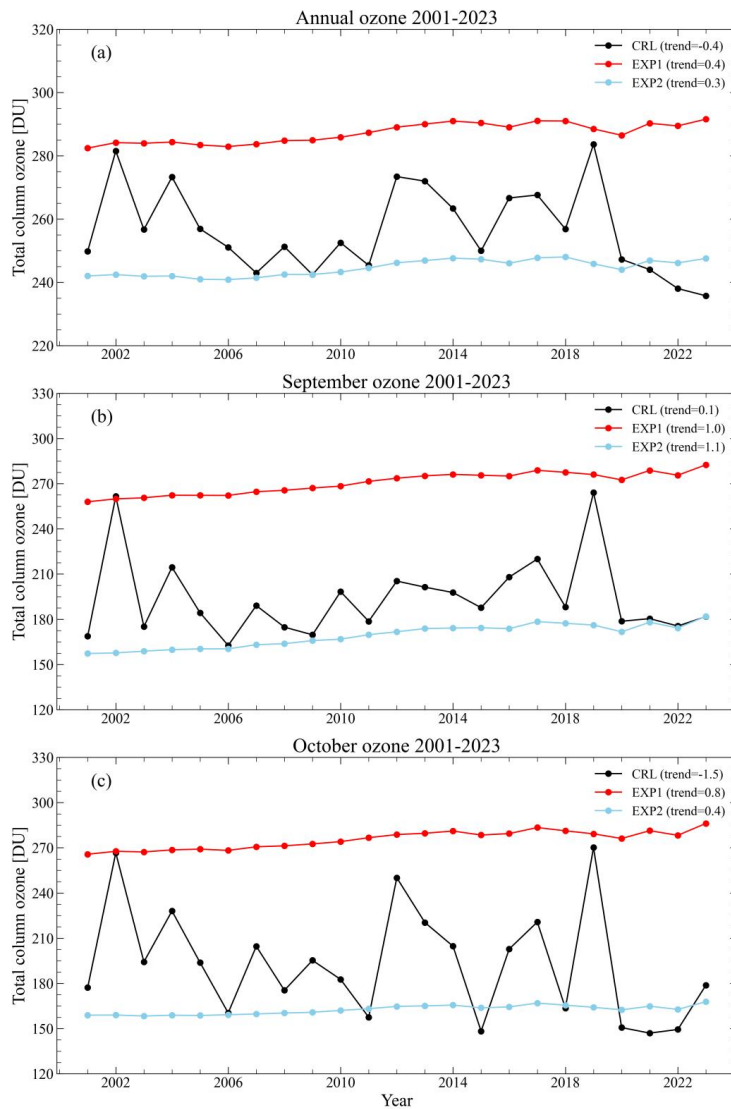 Annual ozone 2001-2023
320
(a)
CRL (trend=-0.4)
EXP1 (trend=0.4)
EXP2 (trend=0.3)
300
280
260
240
220
Total column ozone [DU]
2002 2006 2010 2014 2018 2022
September ozone 2001-2023
330
(b)
CRL (trend=0.1)
EXP1 (trend=1.0)
EXP2 (trend=1.1)
300
270
240
210
180
150
120
Total column ozone [DU]
2002 2006 2010 2014 2018 2022
October ozone 2001-2023
330
(c)
CRL (trend=-1.5)
EXP1 (trend=0.8)
EXP2 (trend=0.4)
300
270
240
210
180
150
120
Total column ozone [DU]
2002 2006 2010 2014 2018 2022
Year